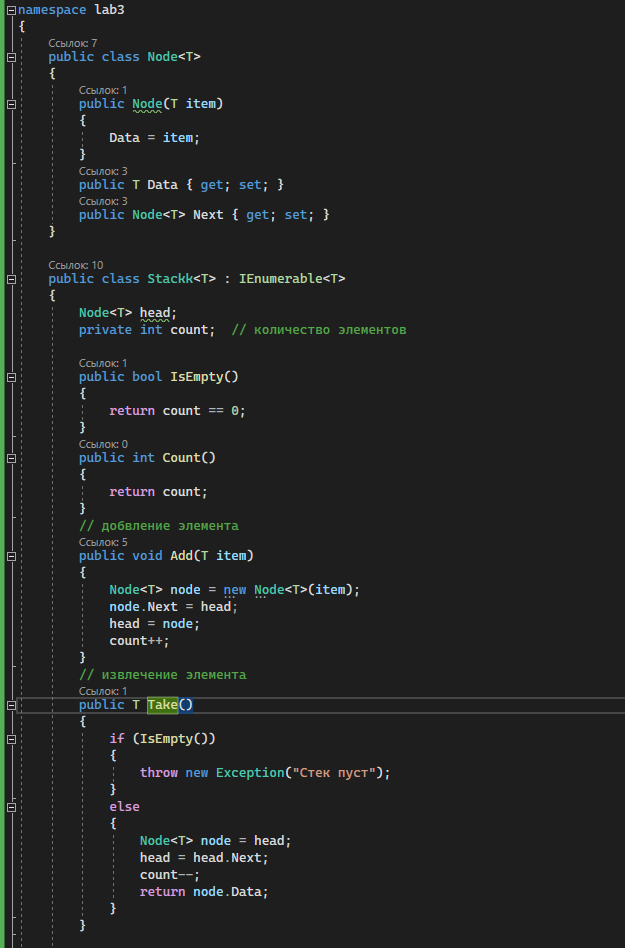 namespace lab3
{
Ссылок: 7
public class Node<T>
{
Ссылок: 1
public Node(T item)
{
Data = item;
}
Ссылок: 3
public T Data { get; set; }
Ссылок: 3
public Node<T> Next { get; set; }
}
Ссылок: 10
public class Stackk<T> : IEnumerable<T>
{
Node<T> head;
private int count;  // количество элементов
Ссылок: 1
public bool IsEmpty()
{
return count == 0;
}
Ссылок: 0
public int Count()
{
return count;
}
// добвление элемента
Ссылок: 5
public void Add(T item)
{
Node<T> node = new Node<T>(item);
node.Next = head;
head = node;
count++;
}
// извлечение элемента
Ссылок: 1
public T Take()
{
if (IsEmpty())
{
throw new Exception("Стек пуст");
}
else
{
Node<T> node = head;
head = head.Next;
count--;
return node.Data;
}
}